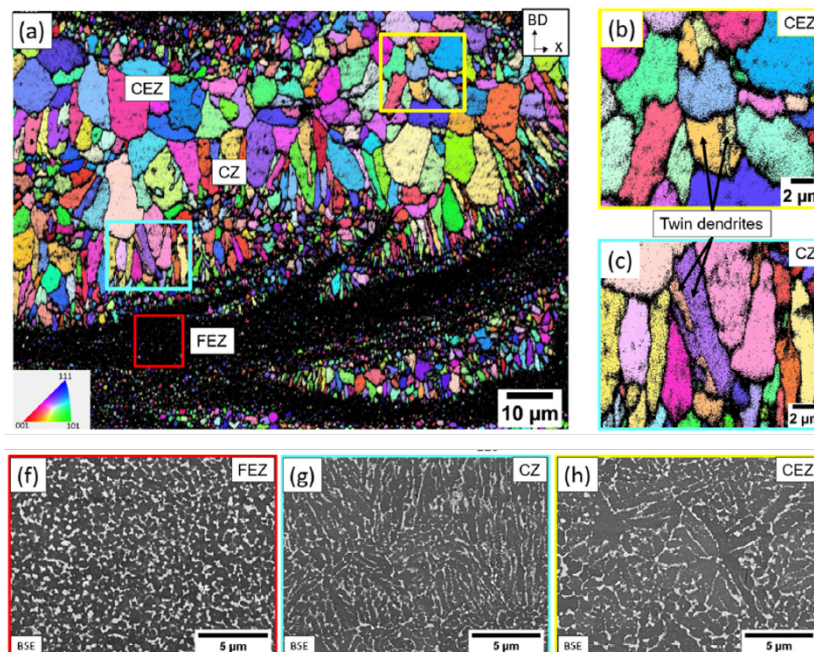 (a)
BD
X
CEZ
CZ
FEZ
111
001
101
10 µm
(b)
CEZ
2 µm
Twin dendrites
(c)
CZ
2 µm
(f)
FEZ
BSE
5 µm
(g)
CZ
BSE
5 µm
(h)
CEZ
BSE
5 µm